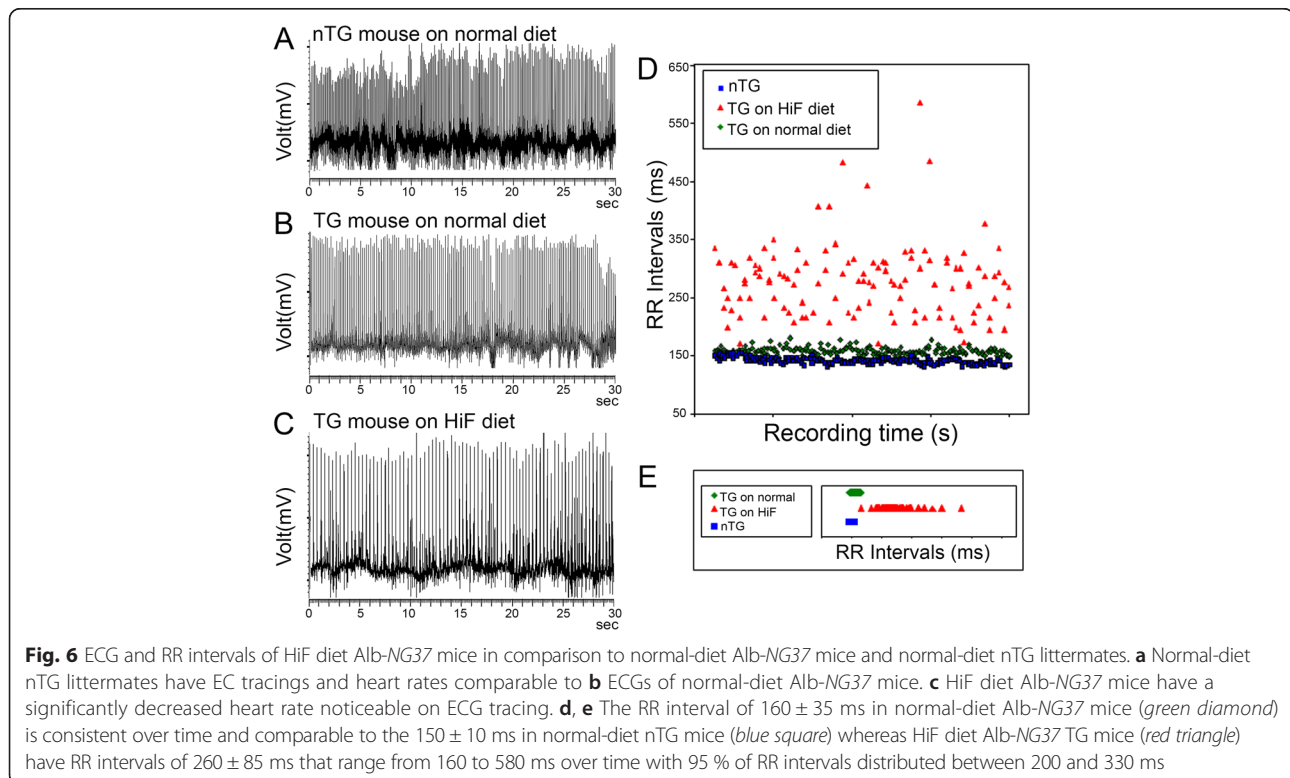 A
nTG mouse on normal diet
Volt(mV)
0 5 10 15 20 25 30
sec
B
TG mouse on normal diet
Volt(mV)
0 5 10 15 20 25 30
sec
C
TG mouse on HiF diet
Volt(mV)
0 5 10 15 20 25 30
sec
D
650
550
450
350
250
150
50
RR Intervals (ms)
nTG
TG on HiF diet
TG on normal diet
Recording time (s)
E
TG on normal
TG on HiF
nTG
RR Intervals (ms)
Fig. 6 ECG and RR intervals of HiF diet Alb-NG37 mice in comparison to normal-diet Alb-NG37 mice and normal-diet nTG littermates. a Normal-diet
nTG littermates have EC tracings and heart rates comparable to b ECGs of normal-diet Alb-NG37 mice. c HiF diet Alb-NG37 mice have a
significantly decreased heart rate noticeable on ECG tracing. d, e The RR interval of 160 ± 35 ms in normal-diet Alb-NG37 mice (green diamond)
is consistent over time and comparable to the 150 ± 10 ms in normal-diet nTG mice (blue square) whereas HiF diet Alb-NG37 TG mice (red triangle)
have RR intervals of 260 ± 85 ms that range from 160 to 580 ms over time with 95 % of RR intervals distributed between 200 and 330 ms